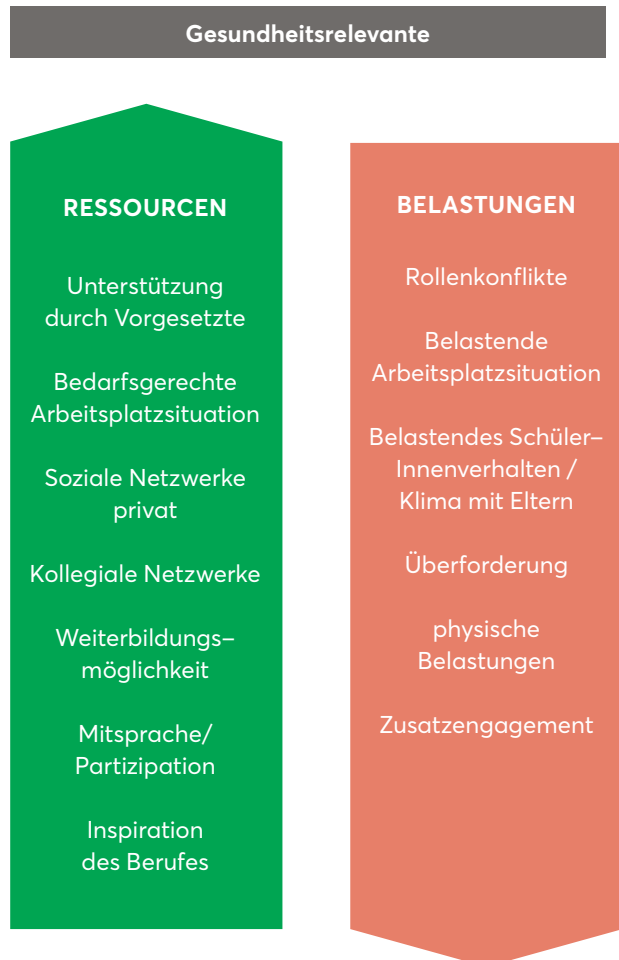 Gesundheitsrelevante
RESSOURCEN
Unterstützung
durch Vorgesetzte
Bedarfsgerechte
Arbeitsplatzsituation
Soziale Netzwerke
privat
Kollegiale Netzwerke
Weiterbildungs–
möglichkeit
Mitsprache/
Partizipation
Inspiration
des Berufes
BELASTUNGEN
Rollenkonflikte
Belastende
Arbeitsplatzsituation
Belastendes Schüler–
Innenverhalten /
Klima mit Eltern
Überforderung
physische
Belastungen
Zusatzengagement